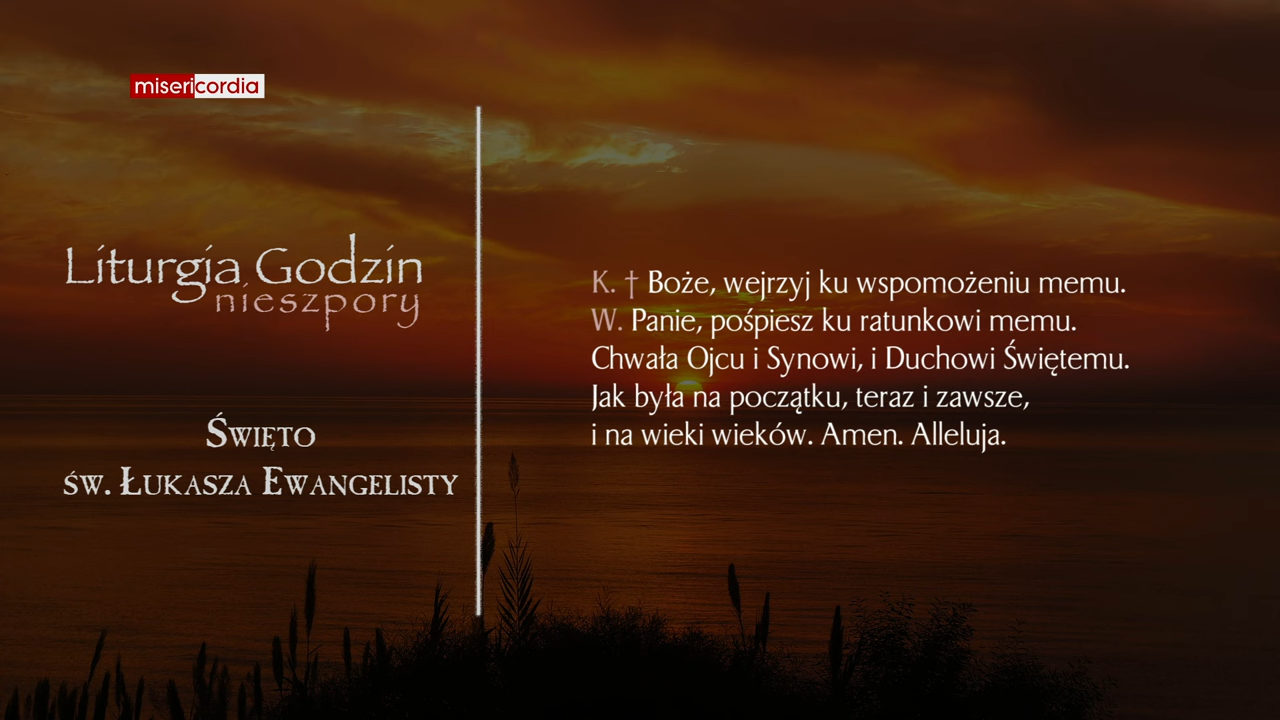 misericordia
Liturgia Godzin
nieszpory
Święto
św. Łukasza Ewangelisty
K. † Boże, wejrzyj ku wspomożeniu memu.
W. Panie, pośpiesz ku ratunkowi memu.
Chwała Ojcu i Synowi, i Duchowi Świętemu.
Jak była na początku, teraz i zawsze,
i na wieki wieków. Amen. Alleluja.